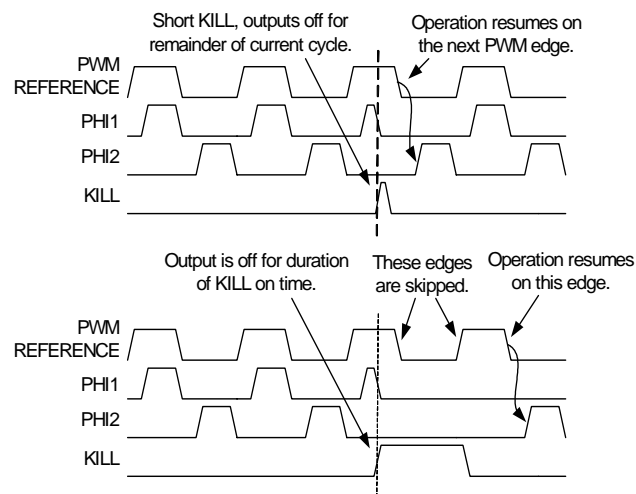 Short KILL, outputs off for
remainder of current cycle.
Operation resumes on
the next PWM edge.
PWM
REFERENCE
PHI1
PHI2
KILL
Output is off for duration
of KILL on time.
These edges
are skipped.
Operation resumes
on this edge.
PWM
REFERENCE
PHI1
PHI2
KILL